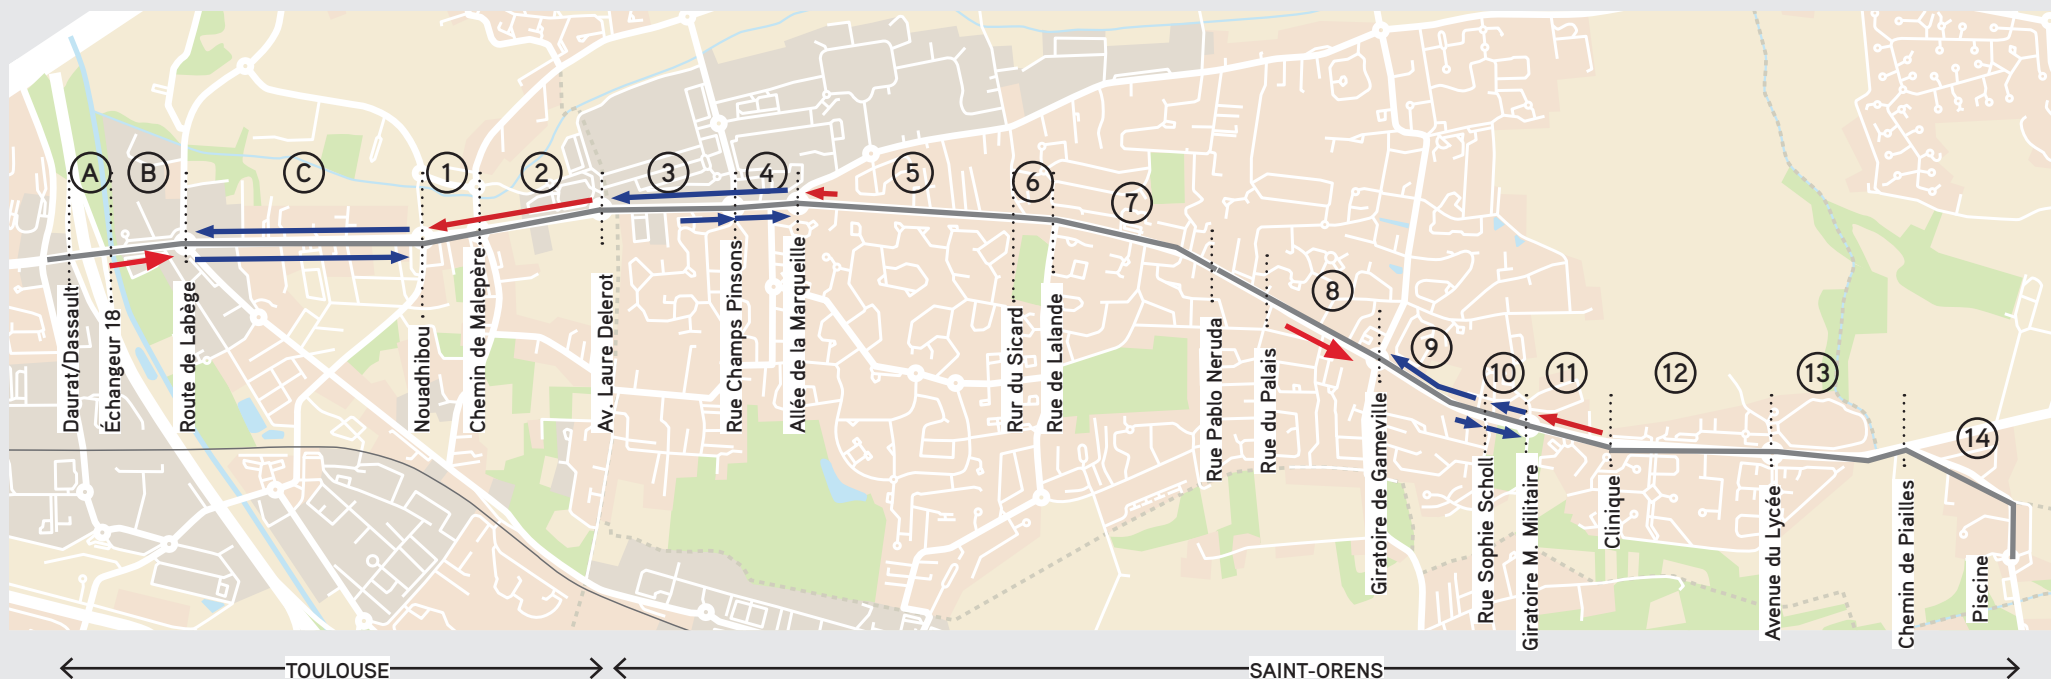 A
B
C
1
2
3
4
5
6
7
8
9
10
11
12
13
14
Daurat/Dassault
Échangeur 18
Route de Labège
Nouadhibou
Chemin de Malepère
Av. Laure Delerot
Rue Champs Pinsons
Allée de la Marqueille
Rur du Sicard
Rue de Lalande
Rue Pablo Neruda
Rue du Palais
Giratoire de Gameville
Rue Sophie Scholl
Giratoire M. Militaire
Clinique
Avenue du Lycée
Chemin de Piailles
Piscine
TOULOUSE
SAINT-ORENS